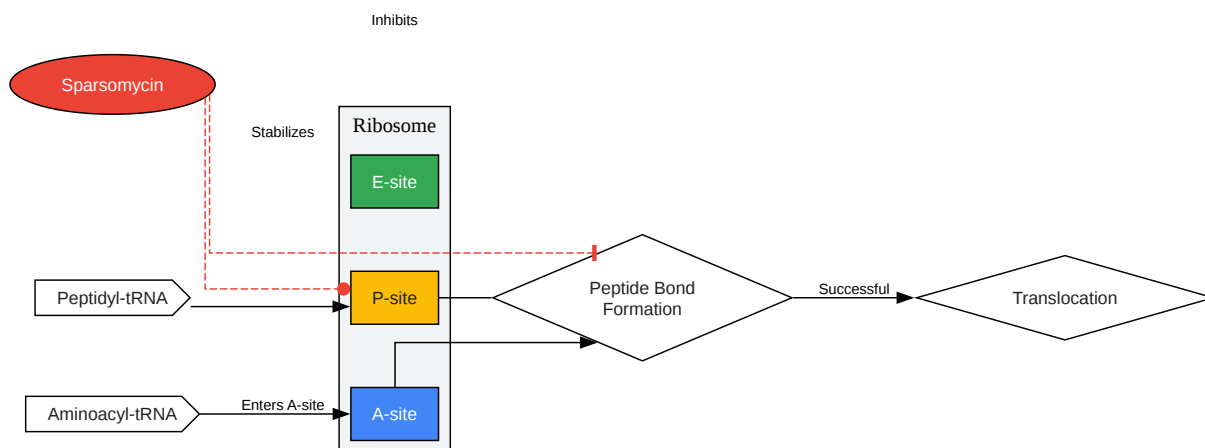 Inhibits
Sparsomycin
Stabilizes
Ribosome
E-site
Peptidyl-tRNA
P-site
Peptide Bond
Formation
Successful
Translocation
Aminoacyl-tRNA
Enters A-site
A-site